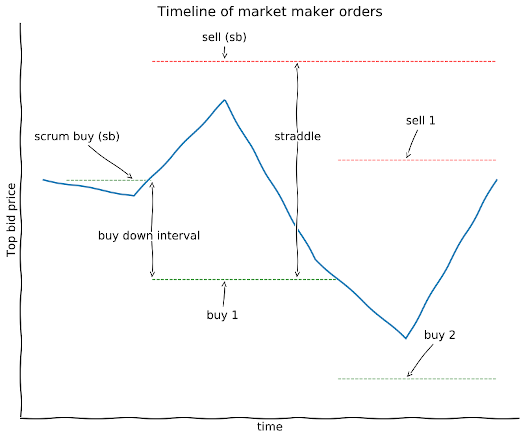 Timeline of market maker orders
sell (sb)
sell 1
scrum buy (sb)
straddle
buy down interval
buy 1
buy 2
Top bid price
time